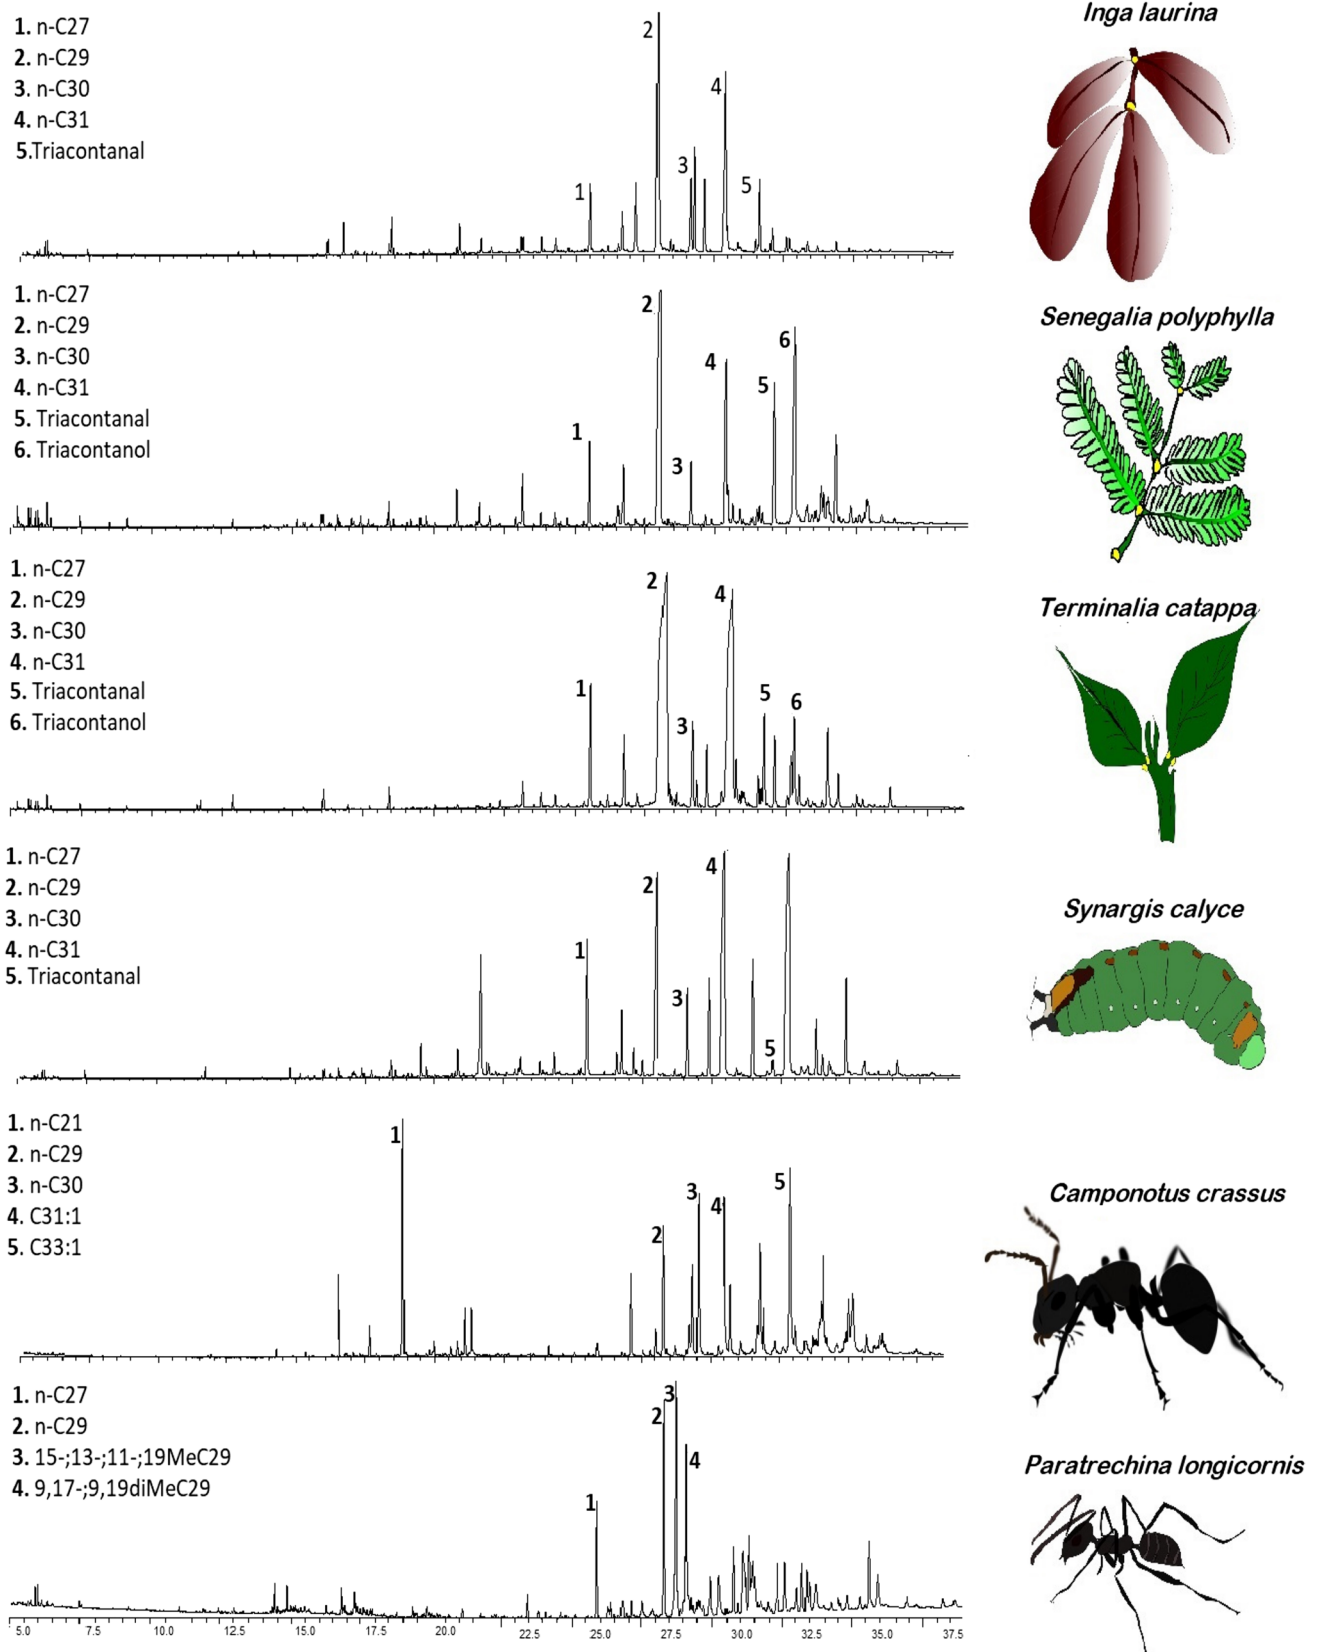 Inga laurina
1. n-C27
2. n-C29
3. n-C30
4. n-C31
5.Triacontanal
1
2
3
4
5
Senegalia polyphylla
1. n-C27
2. n-C29
3. n-C30
4. n-C31
5. Triacontanal
6. Triacontanol
1
2
3
4
5
6
Terminalia catappa
1. n-C27
2. n-C29
3. n-C30
4. n-C31
5. Triacontanal
6. Triacontanol
1
2
3
4
5
6
Synargis calyce
1. n-C27
2. n-C29
3. n-C30
4. n-C31
5. Triacontanal
1
2
3
4
5
Camponotus crassus
1. n-C21
2. n-C29
3. n-C30
4. C31:1
5. C33:1
1
2
3
4
5
Paratrechina longicornis
1. n-C27
2. n-C29
3. 15-;13-;11-;19MeC29
4. 9,17-;9,19diMeC29
1
2
3
4
5.0 7.5 10.0 12.5 15.0 17.5 20.0 22.5 25.0 27.5 30.0 32.5 35.0 37.5